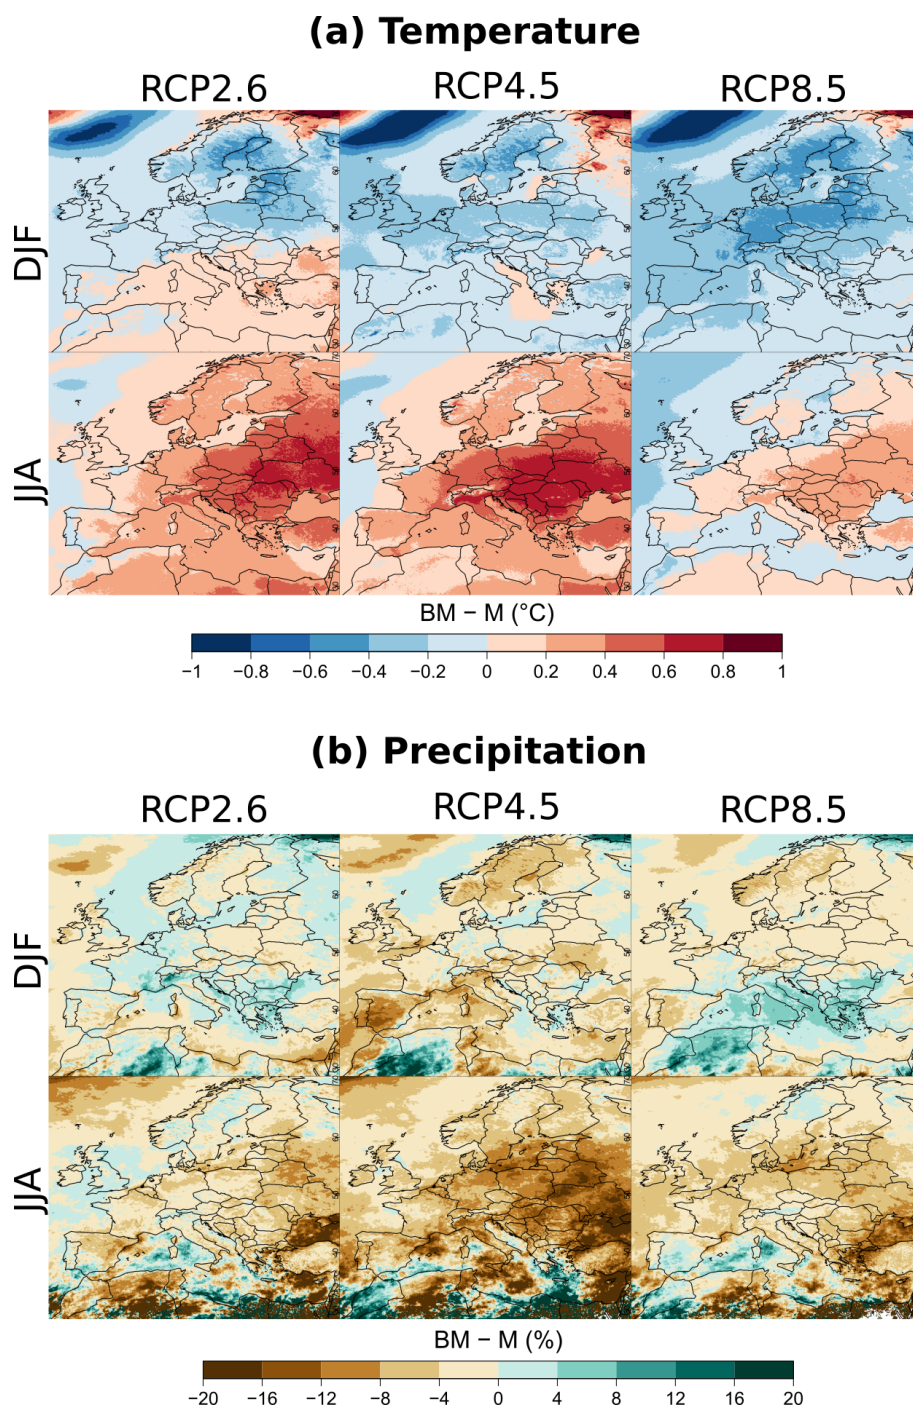 (a) Temperature
RCP2.6 RCP4.5 RCP8.5
DJF
JJA
BM − M (°C)
−1 −0.8 −0.6 −0.4 −0.2 0 0.2 0.4 0.6 0.8 1
(b) Precipitation
RCP2.6 RCP4.5 RCP8.5
DJF
JJA
BM − M (%)
−20 −16 −12 −8 −4 0 4 8 12 16 20